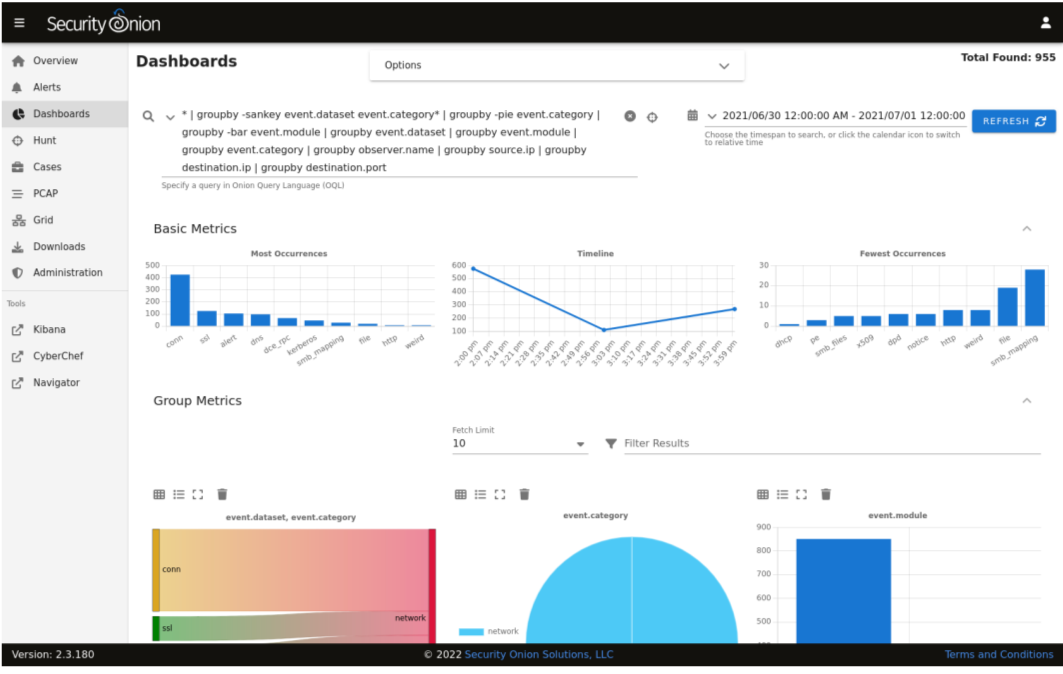 Security Onion
Overview
Alerts
Dashboards
Hunt
Cases
PCAP
Grid
Downloads
Administration
Tools
Kibana
CyberChef
Navigator
Dashboards
Options
Total Found: 955
* | groupby -sankey event.dataset event.category* | groupby -pie event.category |
groupby -bar event.module | groupby event.dataset | groupby event.module |
groupby event.category | groupby observer.name | groupby source.ip | groupby
destination.ip | groupby destination.port
Specify a query in Onion Query Language (OQL)
2021/06/30 12:00:00 AM - 2021/07/01 12:00:00
Choose the timespan to search, or click the calendar icon to switch
to relative time
REFRESH
Basic Metrics
Most Occurrences
500
400
300
200
100
0
conn
ssl
alert
dns
dce_rpc
kerberos
smb_mapping
file
http
weird
Timeline
600
500
400
300
200
100
2:00 pm
2:07 pm
2:14 pm
2:21 pm
2:28 pm
2:35 pm
2:42 pm
2:49 pm
2:56 pm
3:03 pm
3:10 pm
3:17 pm
3:24 pm
3:31 pm
3:38 pm
3:45 pm
3:52 pm
3:59 pm
Fewest Occurrences
30
20
10
0
dhcp
pe
smb_files
x509
dpd
notice
http
weird
file
smb_mapping
Group Metrics
Fetch Limit
10
Filter Results
event.dataset, event.category
conn
ssl
network
event.category
network
event.module
900
800
700
600
500
Version: 2.3.180
© 2022 Security Onion Solutions, LLC
Terms and Conditions